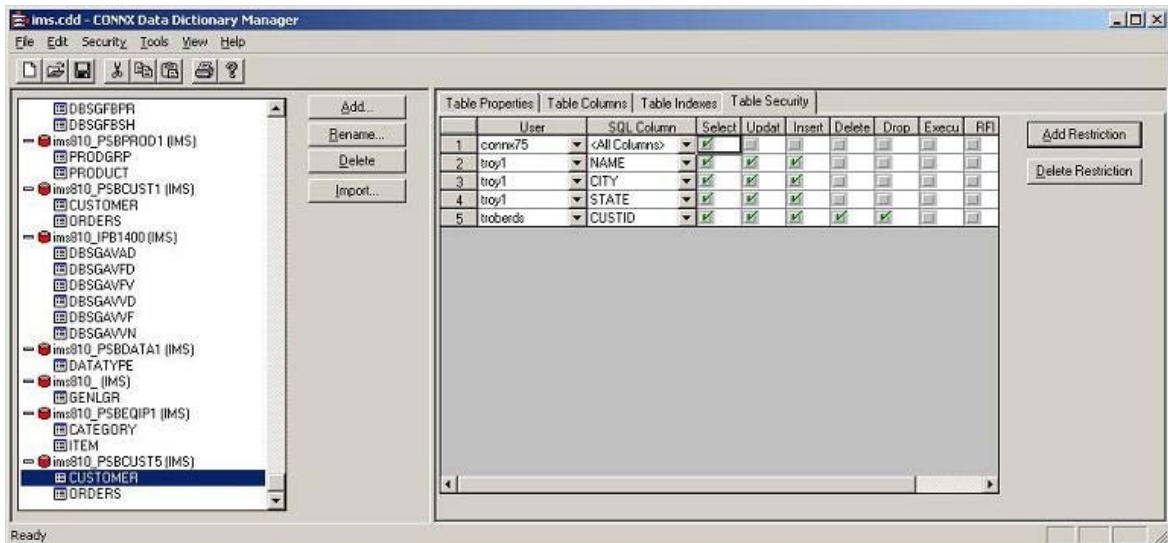 ims.cdd - CONNX Data Dictionary Manager
File Edit Security Tools View Help
DBSGFBPR
DBSGFBSH
ims810_PSBPROD1 (IMS)
PRODGRP
PRODUCT
ims810_PSBCUST1 (IMS)
CUSTOMER
ORDERS
ims810_IPB1400 (IMS)
DBSGAVAD
DBSGAVFD
DBSGAVFV
DBSGAVVD
DBSGAVVF
DBSGAVVN
ims810_PSBDATA1 (IMS)
DATATYPE
ims810_ (IMS)
GENLGR
ims810_PSBEQIP1 (IMS)
CATEGORY
ITEM
ims810_PSBCUST5 (IMS)
CUSTOMER
ORDERS
Add...
Rename...
Delete
Import...
Table Properties Table Columns Table Indexes Table Security
User SQL Column Select Updat Insert Delete Drop Execu RFI
1 connx75 <All Columns>
2 troy1 NAME
3 troy1 CITY
4 troy1 STATE
5 troberds CUSTID
Add Restriction
Delete Restriction
Ready